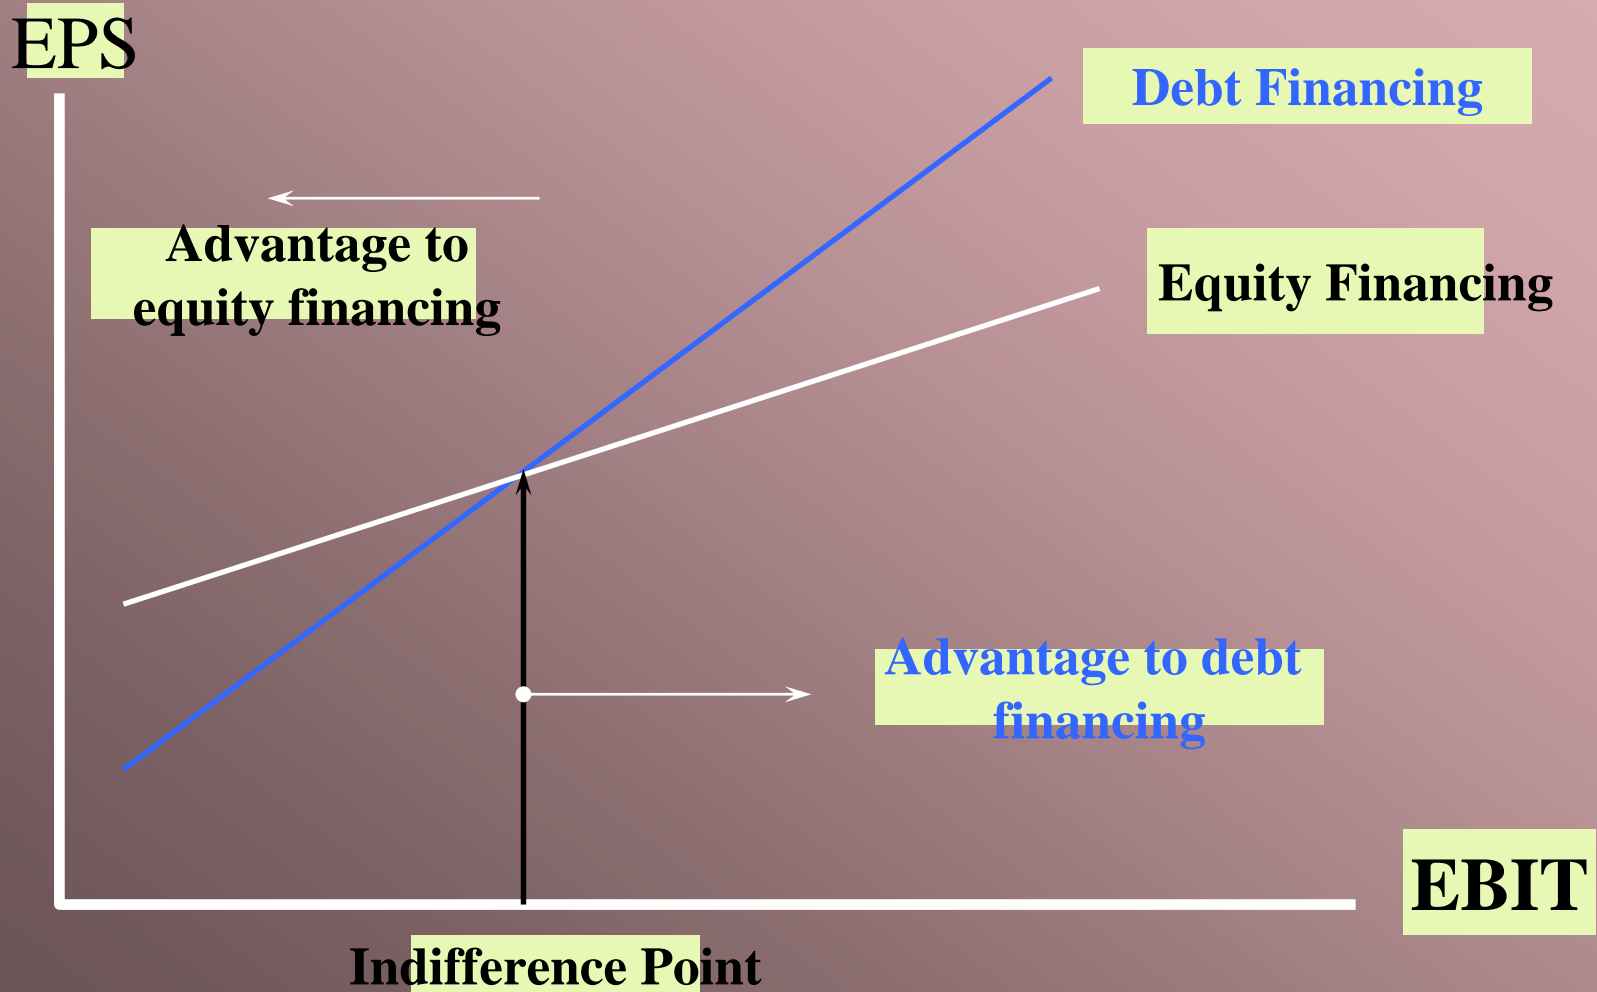 EPS
Debt Financing
Advantage to
equity financing
Equity Financing
Advantage to debt
financing
EBIT
Indifference Point